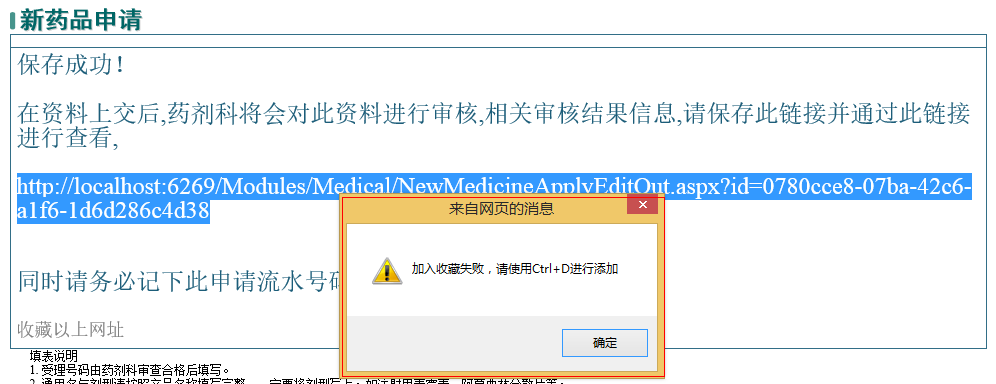 新药品申请
保存成功！
在资料上交后,药剂科将会对此资料进行审核,相关审核结果信息,请保存此链接并通过此链接
进行查看,
http://localhost:6269/Modules/Medical/NewMedicineApplyEditOut.aspx?id=0780cce8-07ba-42c6-
a1f6-1d6d286c4d38
来自网页的消息
加入收藏失败，请使用Ctrl+D进行添加
确定
同时请务必记下此申请流水号
收藏以上网址
填表说明
1. 受理号码由药剂科审查合格后填写。